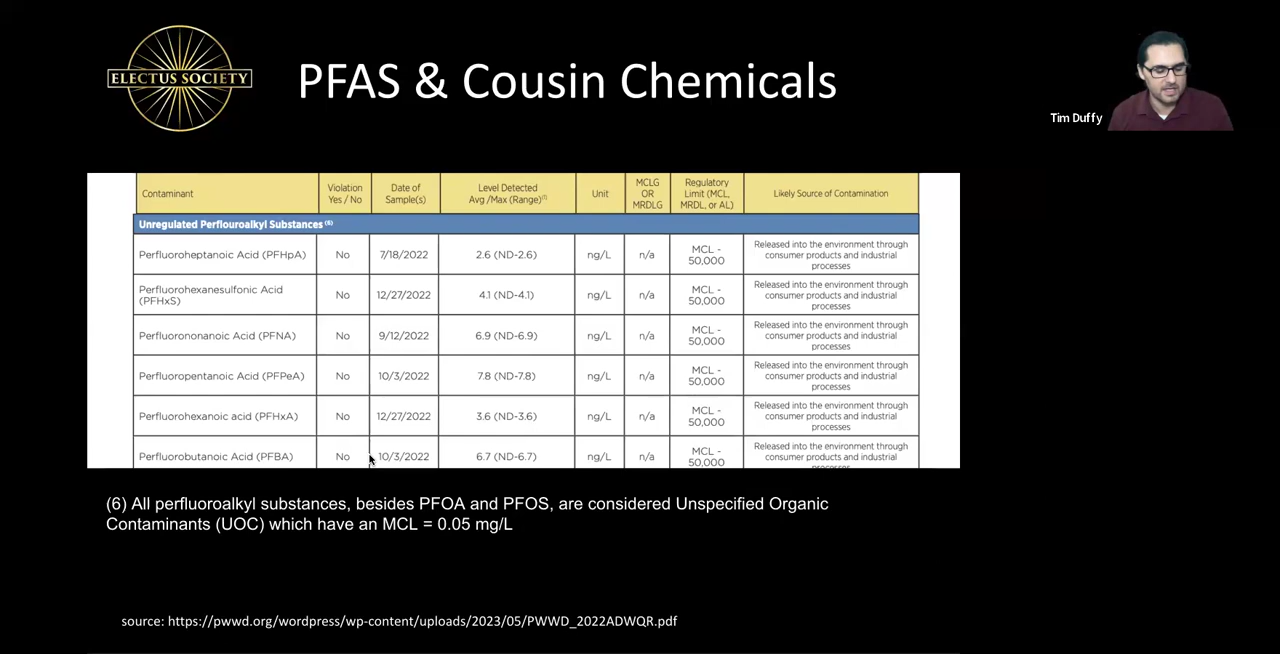 ELECTUS SOCIETY
PFAS & Cousin Chemicals
Tim Duffy
Contaminant
Violation
Yes / No
Date of
Sample(s)
Level Detected
Avg /Max (Range)(1)
Unit
MCLG
OR
MRDLG
Regulatory
Limit (MCL,
MRDL, or AL)
Likely Source of Contamination
Unregulated Perflouroalkyl Substances (6)
Perfluoroheptanoic Acid (PFHpA)
No
7/18/2022
2.6 (ND-2.6)
ng/L
n/a
MCL -
50,000
Released into the environment through
consumer products and industrial
processes
Perfluorohexanesulfonic Acid
(PFHxS)
No
12/27/2022
4.1 (ND-4.1)
ng/L
n/a
MCL -
50,000
Released into the environment through
consumer products and industrial
processes
Perfluorononanoic Acid (PFNA)
No
9/12/2022
6.9 (ND-6.9)
ng/L
n/a
MCL -
50,000
Released into the environment through
consumer products and industrial
processes
Perfluoropentanoic Acid (PFPeA)
No
10/3/2022
7.8 (ND-7.8)
ng/L
n/a
MCL -
50,000
Released into the environment through
consumer products and industrial
processes
Perfluorohexanoic acid (PFHxA)
No
12/27/2022
3.6 (ND-3.6)
ng/L
n/a
MCL -
50,000
Released into the environment through
consumer products and industrial
processes
Perfluorobutanoic Acid (PFBA)
No
10/3/2022
6.7 (ND-6.7)
ng/L
n/a
MCL -
50,000
Released into the environment through
consumer products and industrial
processes
(6) All perfluoroalkyl substances, besides PFOA and PFOS, are considered Unspecified Organic
Contaminants (UOC) which have an MCL = 0.05 mg/L
source: https://pwwd.org/wordpress/wp-content/uploads/2023/05/PWWD_2022ADWQR.pdf